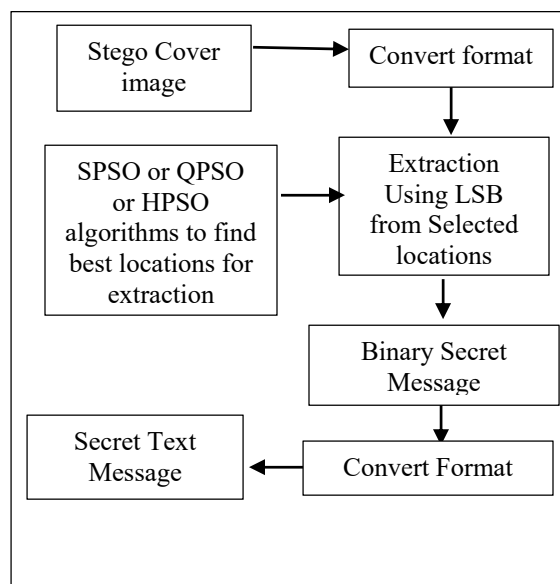 Stego Cover
image
Convert format
SPSO or QPSO
or HPSO
algorithms to find
best locations for
extraction
Extraction
Using LSB
from Selected
locations
Binary Secret
Message
Secret Text
Message
Convert Format